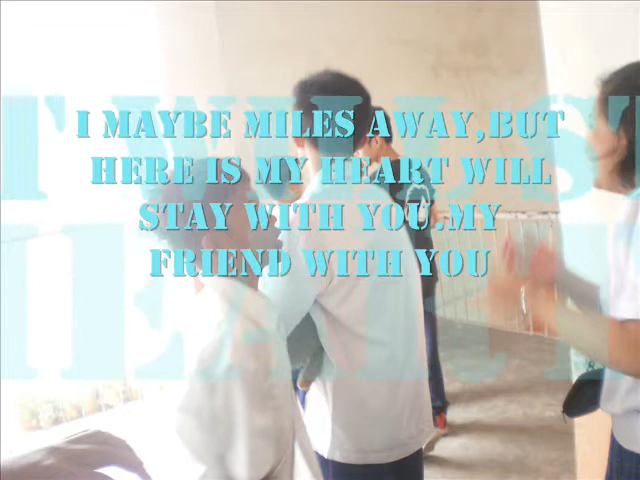 I MAYBE MILES AWAY,BUT
HERE IS MY HEART WILL
STAY WITH YOU.MY
FRIEND WITH YOU